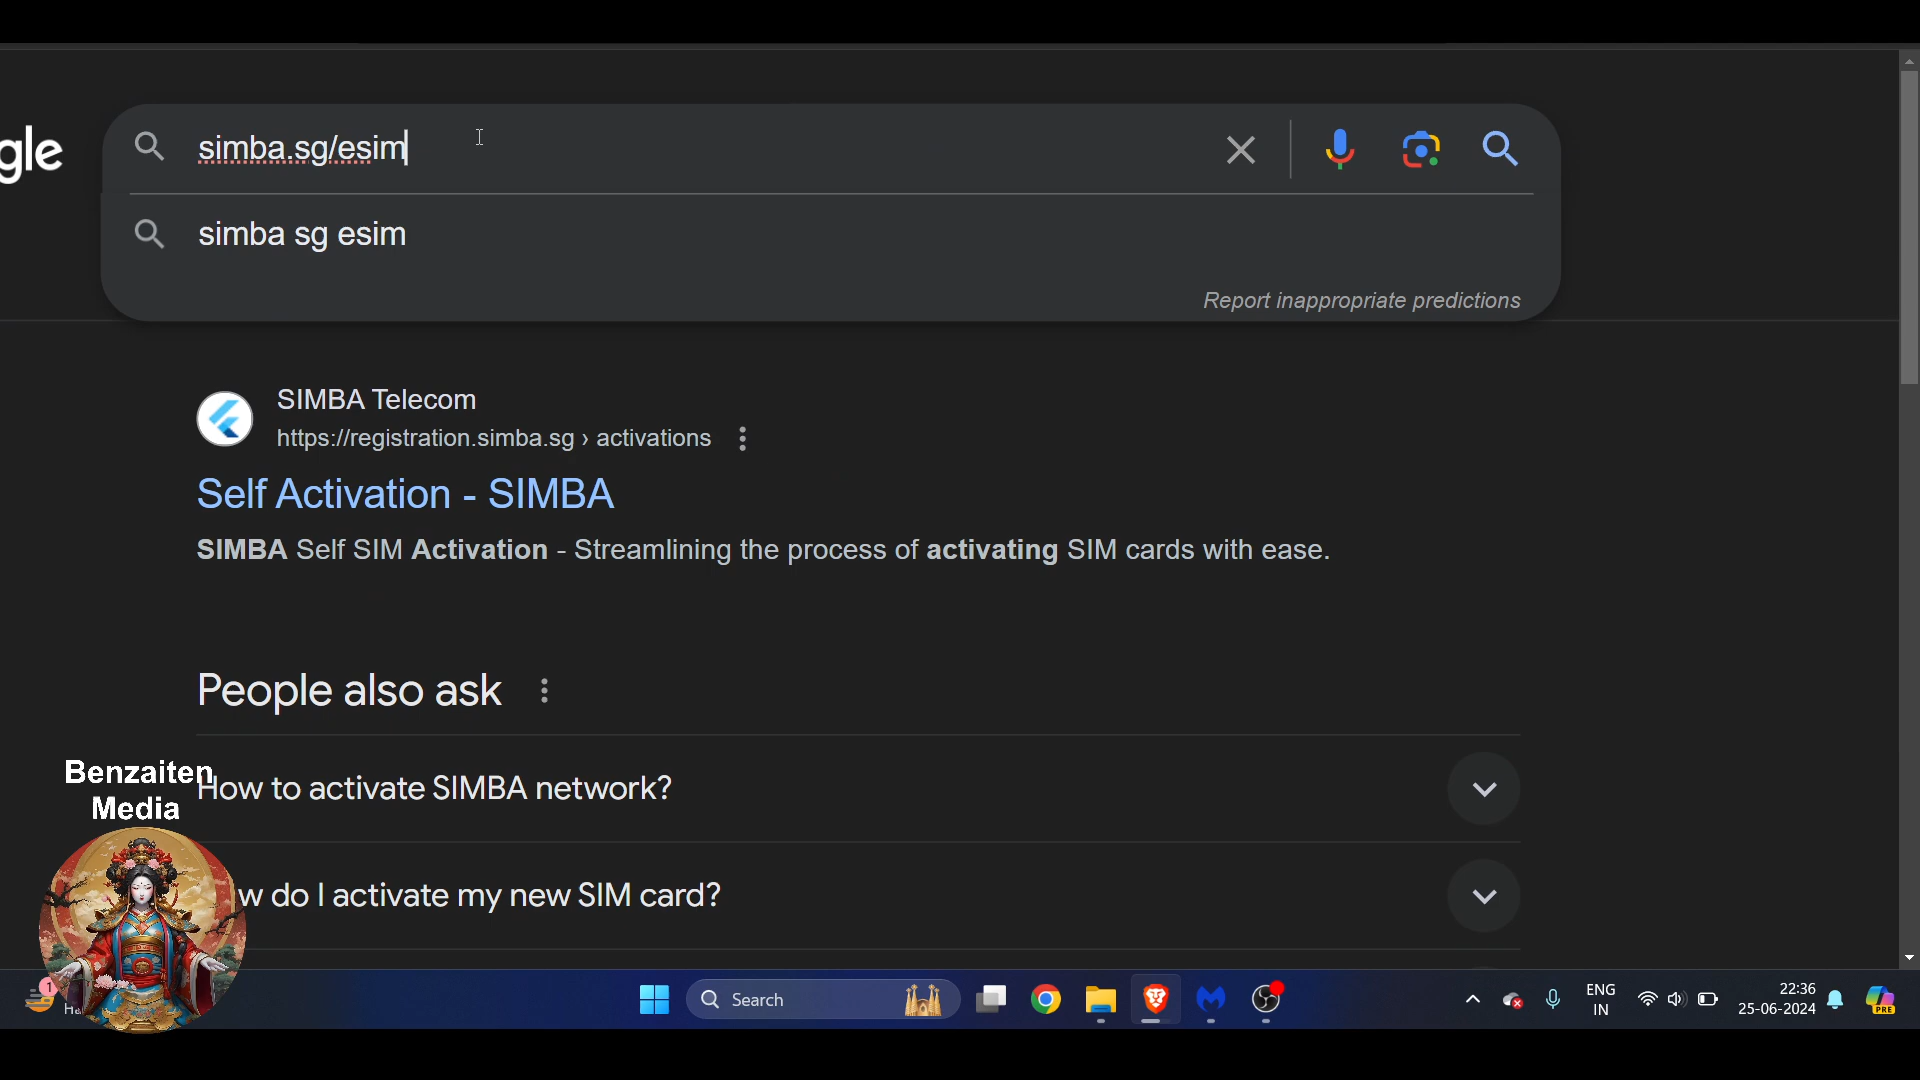 gle
simba.sg/esim
simba sg esim
Report inappropriate predictions
SIMBA Telecom
https://registration.simba.sg › activations
Self Activation - SIMBA
SIMBA Self SIM Activation - Streamlining the process of activating SIM cards with ease.
People also ask
Benzaiten
Media
How to activate SIMBA network?
w do I activate my new SIM card?
1
Search
ENG
IN
22:36
25-06-2024
PRE